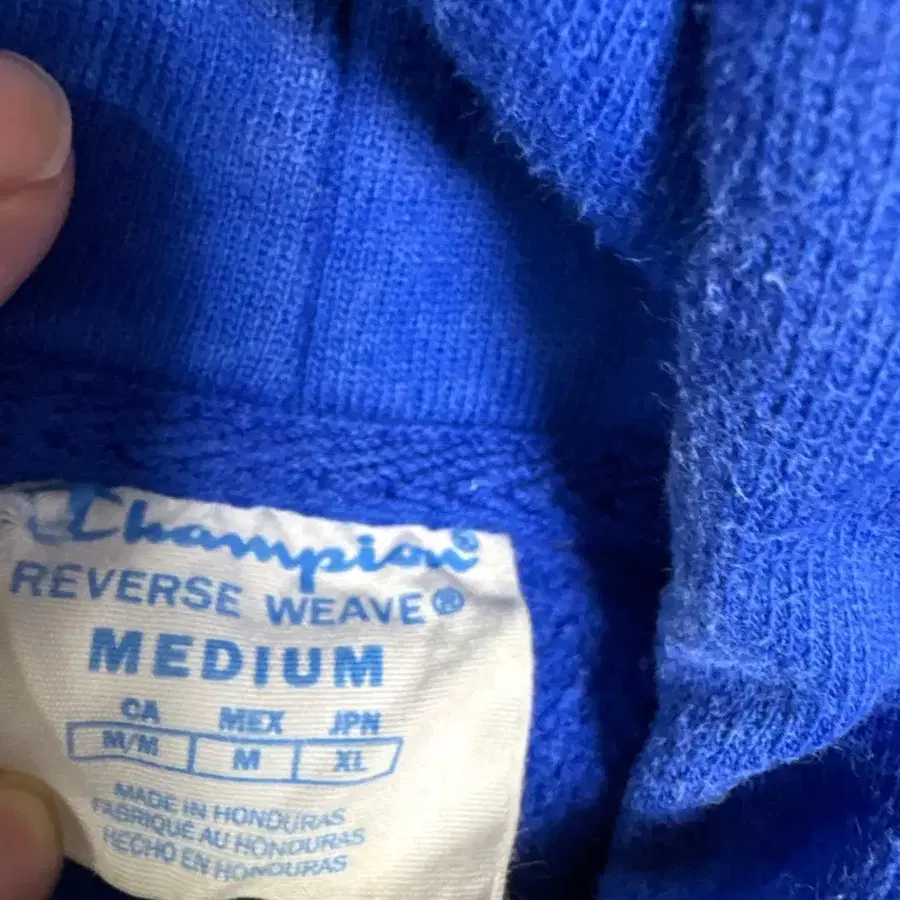 Champion®
REVERSE WEAVE®
MEDIUM
CA MEX JPN
M/M M XL
MADE IN HONDURAS
FABRIQUE AU HONDURAS
HECHO EN HONDURAS